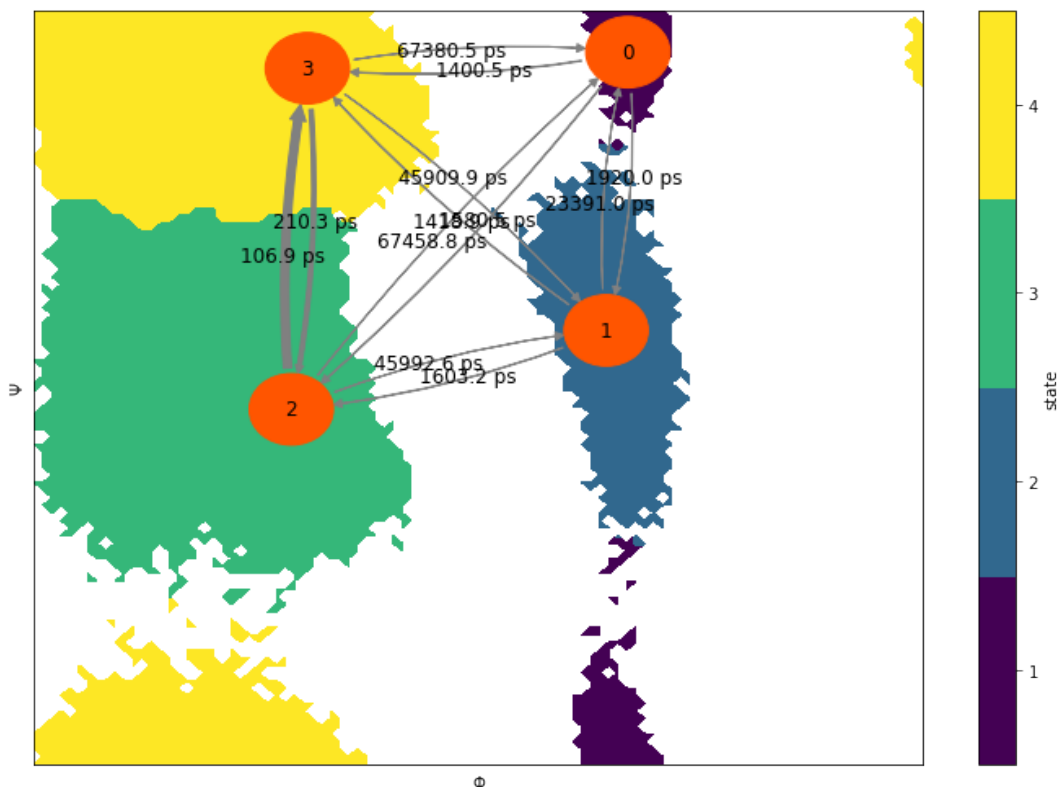 67380.5 ps
1400.5 ps
3
0
45909.9 ps
1920.0 ps
23391.0 ps
210.3 ps
67458.8 ps
106.9 ps
1
45992.6 ps
1603.2 ps
2
Ψ
Φ
4
3
2
1
state